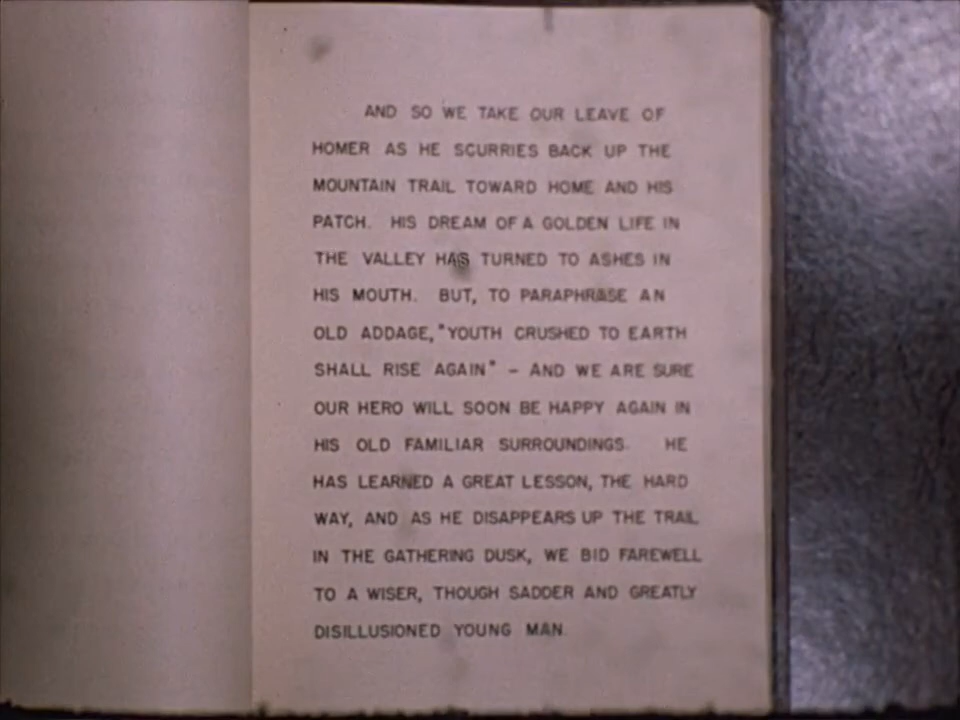 AND SO WE TAKE OUR LEAVE OF
HOMER AS HE SCURRIES BACK UP THE
MOUNTAIN TRAIL TOWARD HOME AND HIS
PATCH. HIS DREAM OF A GOLDEN LIFE IN
THE VALLEY HAS TURNED TO ASHES IN
HIS MOUTH. BUT, TO PARAPHRASE AN
OLD ADDAGE, "YOUTH CRUSHED TO EARTH
SHALL RISE AGAIN" – AND WE ARE SURE
OUR HERO WILL SOON BE HAPPY AGAIN IN
HIS OLD FAMILIAR SURROUNDINGS. HE
HAS LEARNED A GREAT LESSON, THE HARD
WAY, AND AS HE DISAPPEARS UP THE TRAIL
IN THE GATHERING DUSK, WE BID FAREWELL
TO A WISER, THOUGH SADDER AND GREATLY
DISILLUSIONED YOUNG MAN.